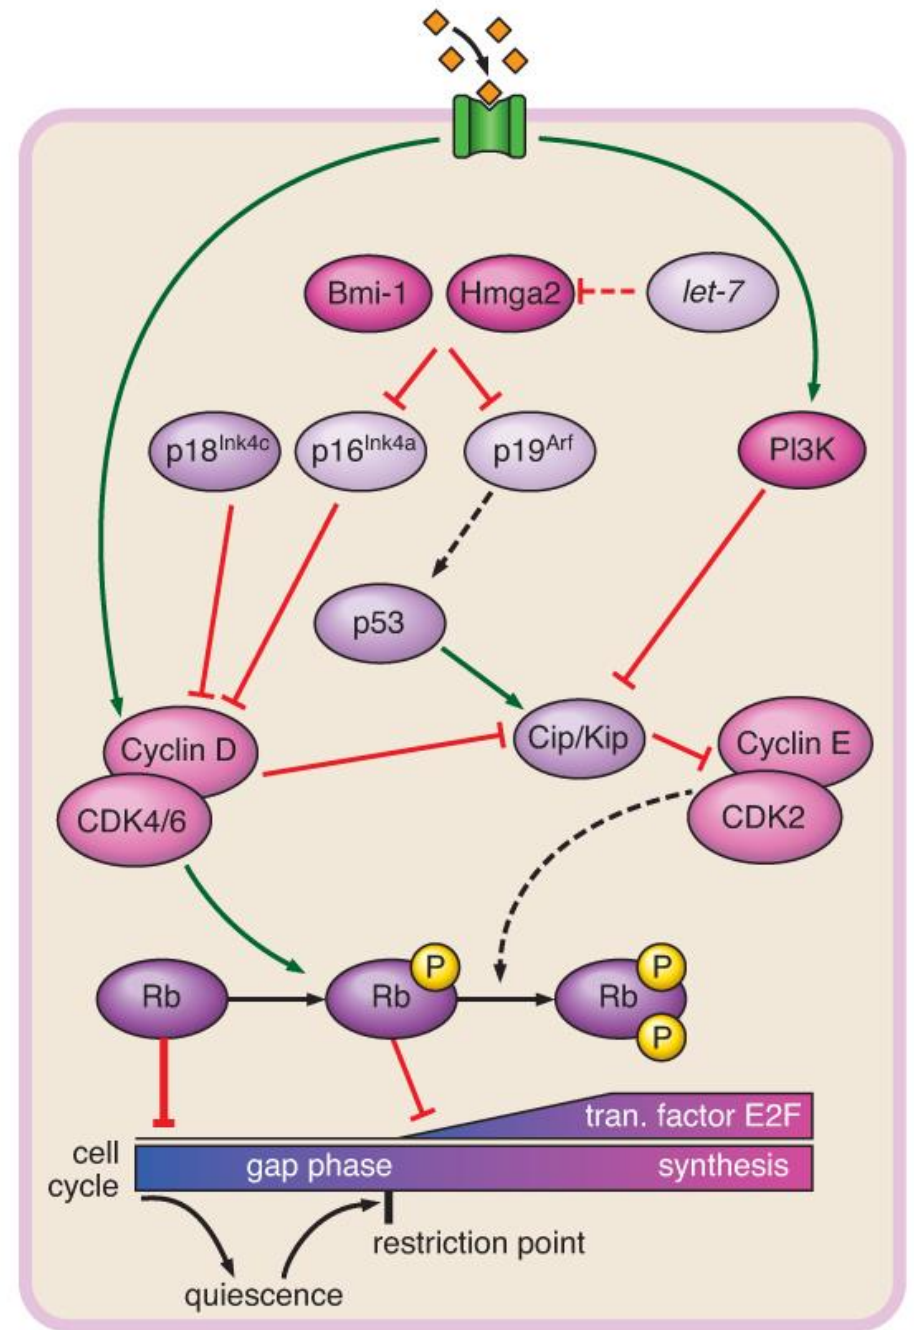 Bmi-1
Hmga2
let-7
p18Ink4c
p16Ink4a
p19Arf
PI3K
p53
Cyclin D
CDK4/6
Cip/Kip
Cyclin E
CDK2
Rb
Rb
P
Rb
P
P
tran. factor E2F
cell
cycle
gap phase
synthesis
restriction point
quiescence